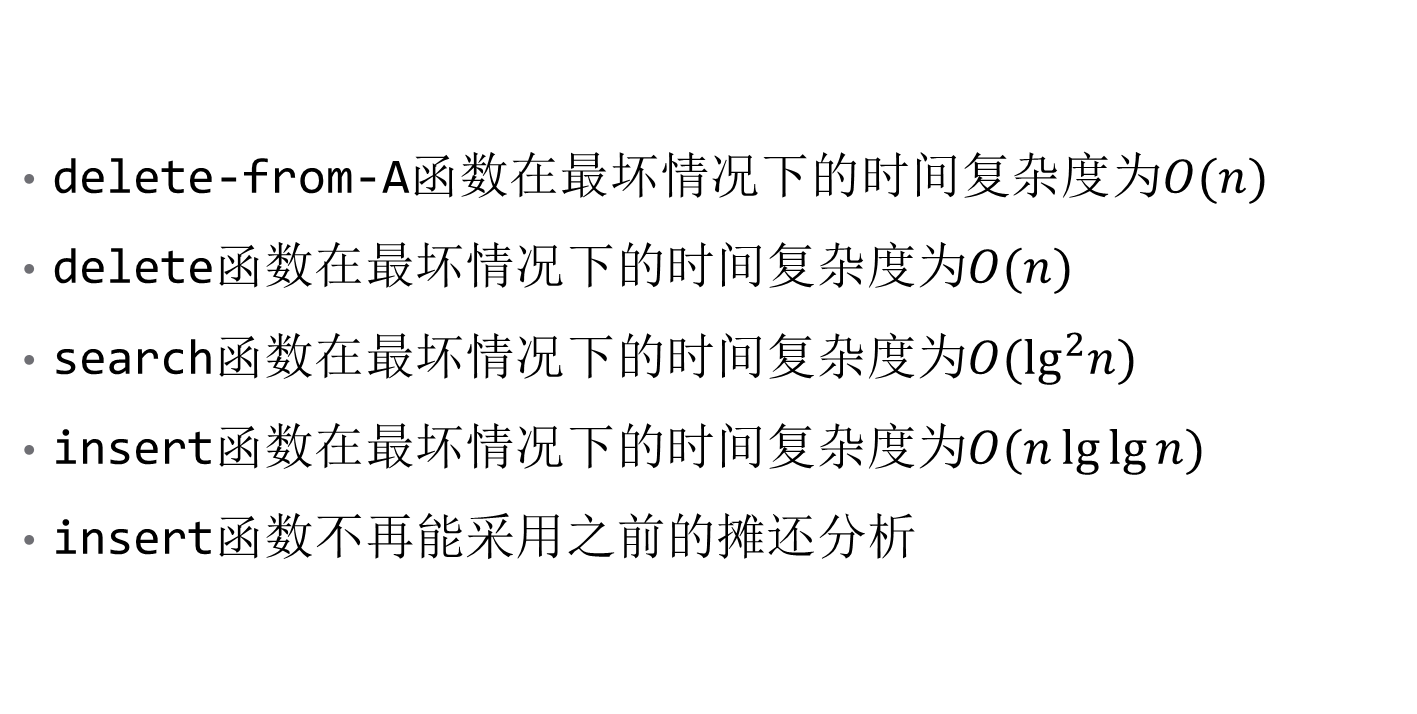 • delete-from-A函数在最坏情况下的时间复杂度为O(n)
• delete函数在最坏情况下的时间复杂度为O(n)
• search函数在最坏情况下的时间复杂度为O(lg²n)
• insert函数在最坏情况下的时间复杂度为O(n lg lg n)
• insert函数不再能采用之前的摊还分析